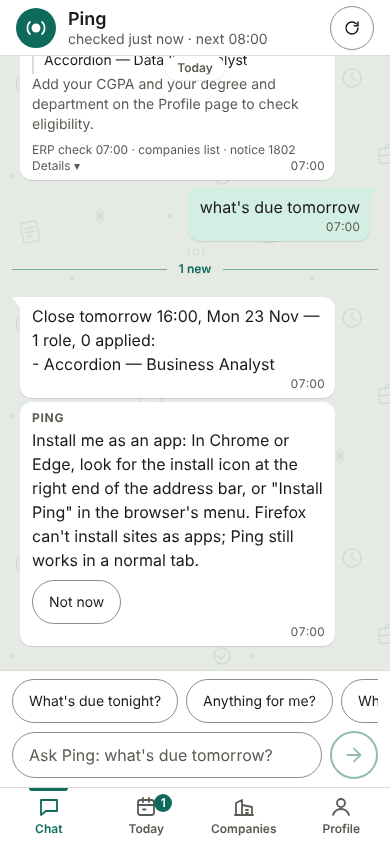 Ping
checked just now · next 08:00
Accordion — Data
Today
Add your CGPA and your degree and
department on the Profile page to check
eligibility.
ERP check 07:00 · companies list · notice 1802
Details ▾
07:00
what's due tomorrow
07:00
1 new
Close tomorrow 16:00, Mon 23 Nov —
1 role, 0 applied:
- Accordion — Business Analyst
07:00
PING
Install me as an app: In Chrome or
Edge, look for the install icon at the
right end of the address bar, or "Install
Ping" in the browser's menu. Firefox
can't install sites as apps; Ping still
works in a normal tab.
Not now
07:00
What's due tonight?
Anything for me?
Ask Ping: what's due tomorrow?
1
Chat
Today
Companies
Profile